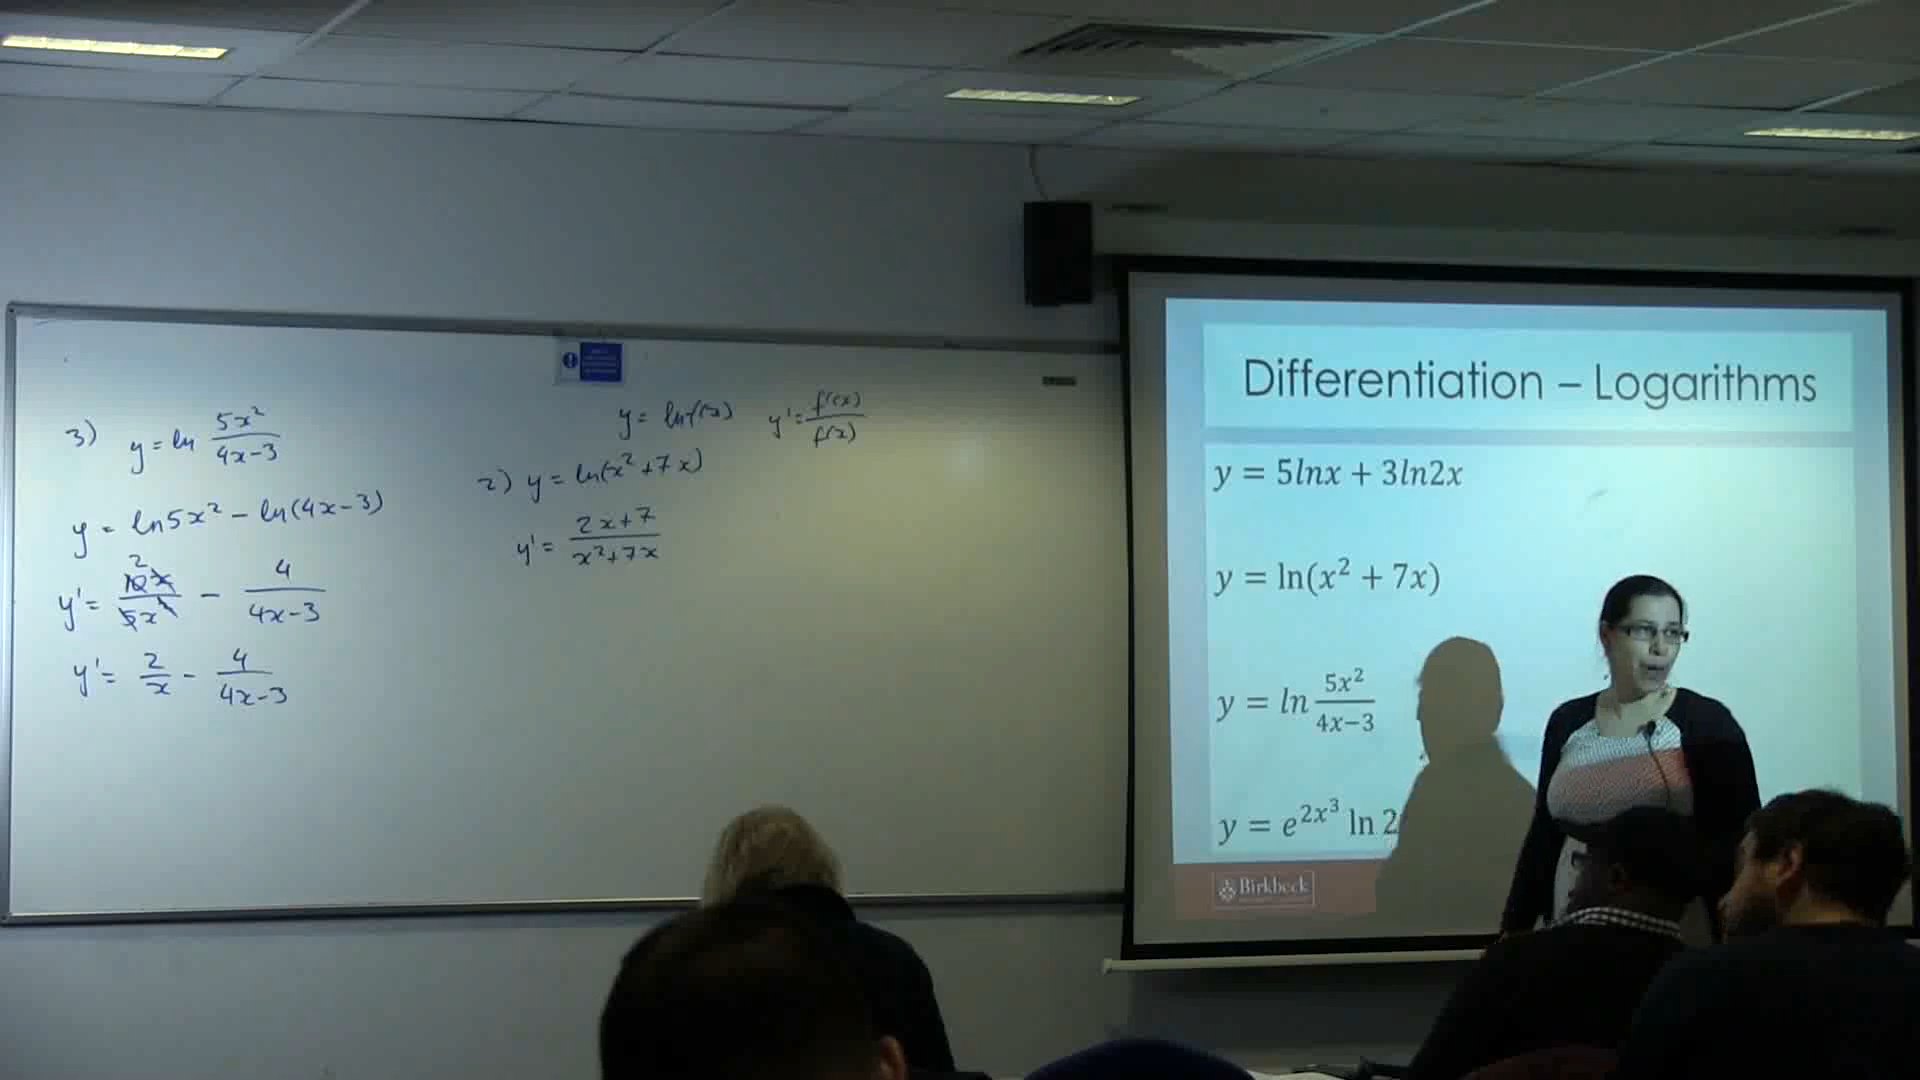 3) y = ln 5x²/(4x-3)
y = ln5x² - ln(4x-3)
2
y' = 10x/5x² - 4/(4x-3)
y' = 2/x - 4/(4x-3)
y = lnf(x) y' = f'(x)/f(x)
2) y = ln(x²+7x)
y' = (2x+7)/(x²+7x)
Differentiation – Logarithms
y = 5lnx + 3ln2x
y = ln(x² + 7x)
y = ln 5x²/(4x−3)
y = e^(2x³) ln 2
Birkbeck